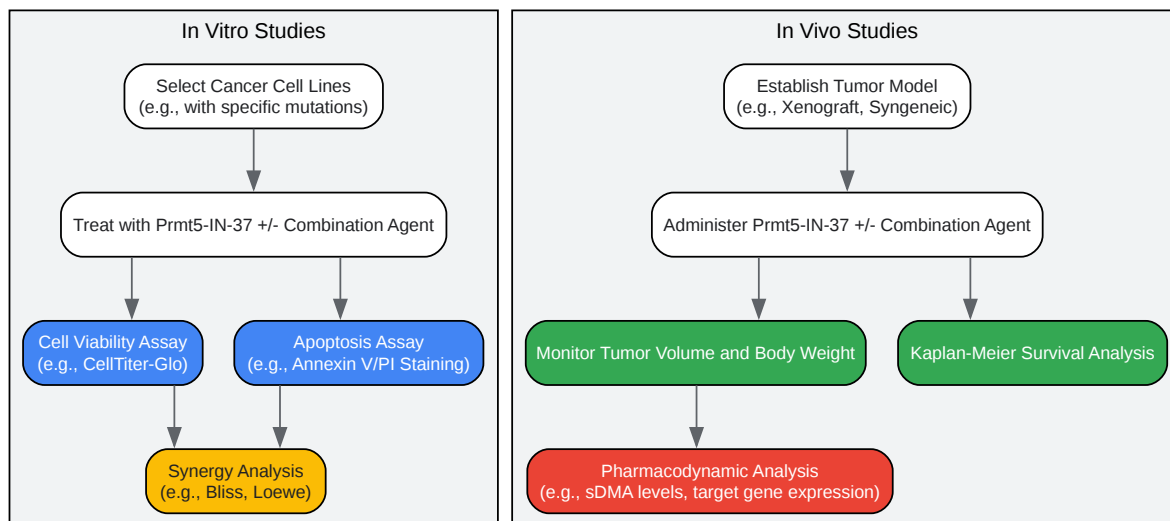 In Vitro Studies
Select Cancer Cell Lines
(e.g., with specific mutations)
Treat with Prmt5-IN-37 +/- Combination Agent
Cell Viability Assay
(e.g., CellTiter-Glo)
Apoptosis Assay
(e.g., Annexin V/PI Staining)
Synergy Analysis
(e.g., Bliss, Loewe)
In Vivo Studies
Establish Tumor Model
(e.g., Xenograft, Syngeneic)
Administer Prmt5-IN-37 +/- Combination Agent
Monitor Tumor Volume and Body Weight
Kaplan-Meier Survival Analysis
Pharmacodynamic Analysis
(e.g., sDMA levels, target gene expression)